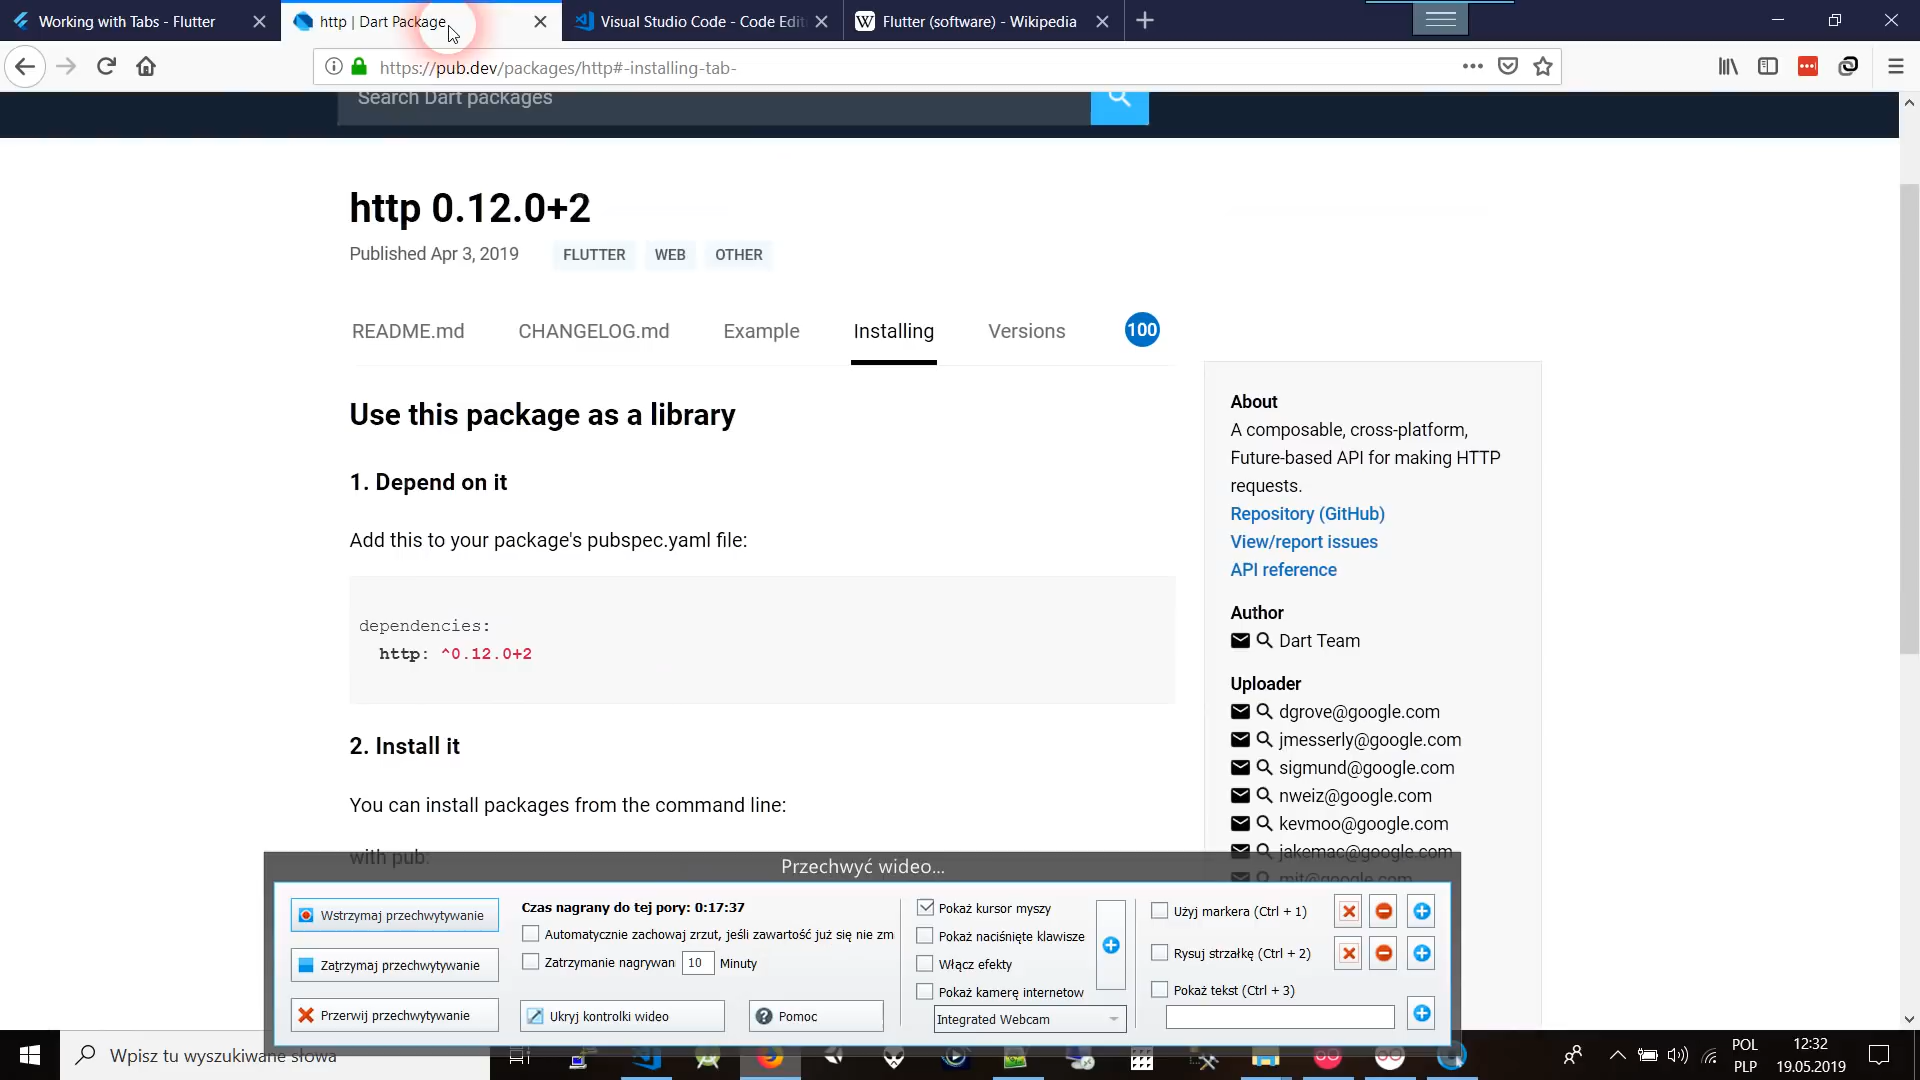 Working with Tabs - Flutter
http | Dart Package
Visual Studio Code - Code Edit
Flutter (software) - Wikipedia
https://pub.dev/packages/http#-installing-tab-
Search Dart packages
http 0.12.0+2
Published Apr 3, 2019
FLUTTER
WEB
OTHER
README.md
CHANGELOG.md
Example
Installing
Versions
100
Use this package as a library
1. Depend on it
Add this to your package's pubspec.yaml file:
dependencies:
http: ^0.12.0+2
2. Install it
You can install packages from the command line:
with pub:
About
A composable, cross-platform,
Future-based API for making HTTP
requests.
Repository (GitHub)
View/report issues
API reference
Author
Dart Team
Uploader
dgrove@google.com
jmesserly@google.com
sigmund@google.com
nweiz@google.com
kevmoo@google.com
jakemac@google.com
mit@google.com
Przechwyć wideo...
Wstrzymaj przechwytywanie
Zatrzymaj przechwytywanie
Przerwij przechwytywanie
Czas nagrany do tej pory: 0:17:37
Automatycznie zachowaj zrzut, jeśli zawartość już się nie zm
Zatrzymanie nagrywan 10 Minuty
Ukryj kontrolki wideo
Pomoc
Pokaż kursor myszy
Pokaż naciśnięte klawisze
Włącz efekty
Pokaż kamerę internetow
Integrated Webcam
Użyj markera (Ctrl + 1)
Rysuj strzałkę (Ctrl + 2)
Pokaż tekst (Ctrl + 3)
Wpisz tu wyszukiwane słowa
POL
PLP
12:32
19.05.2019